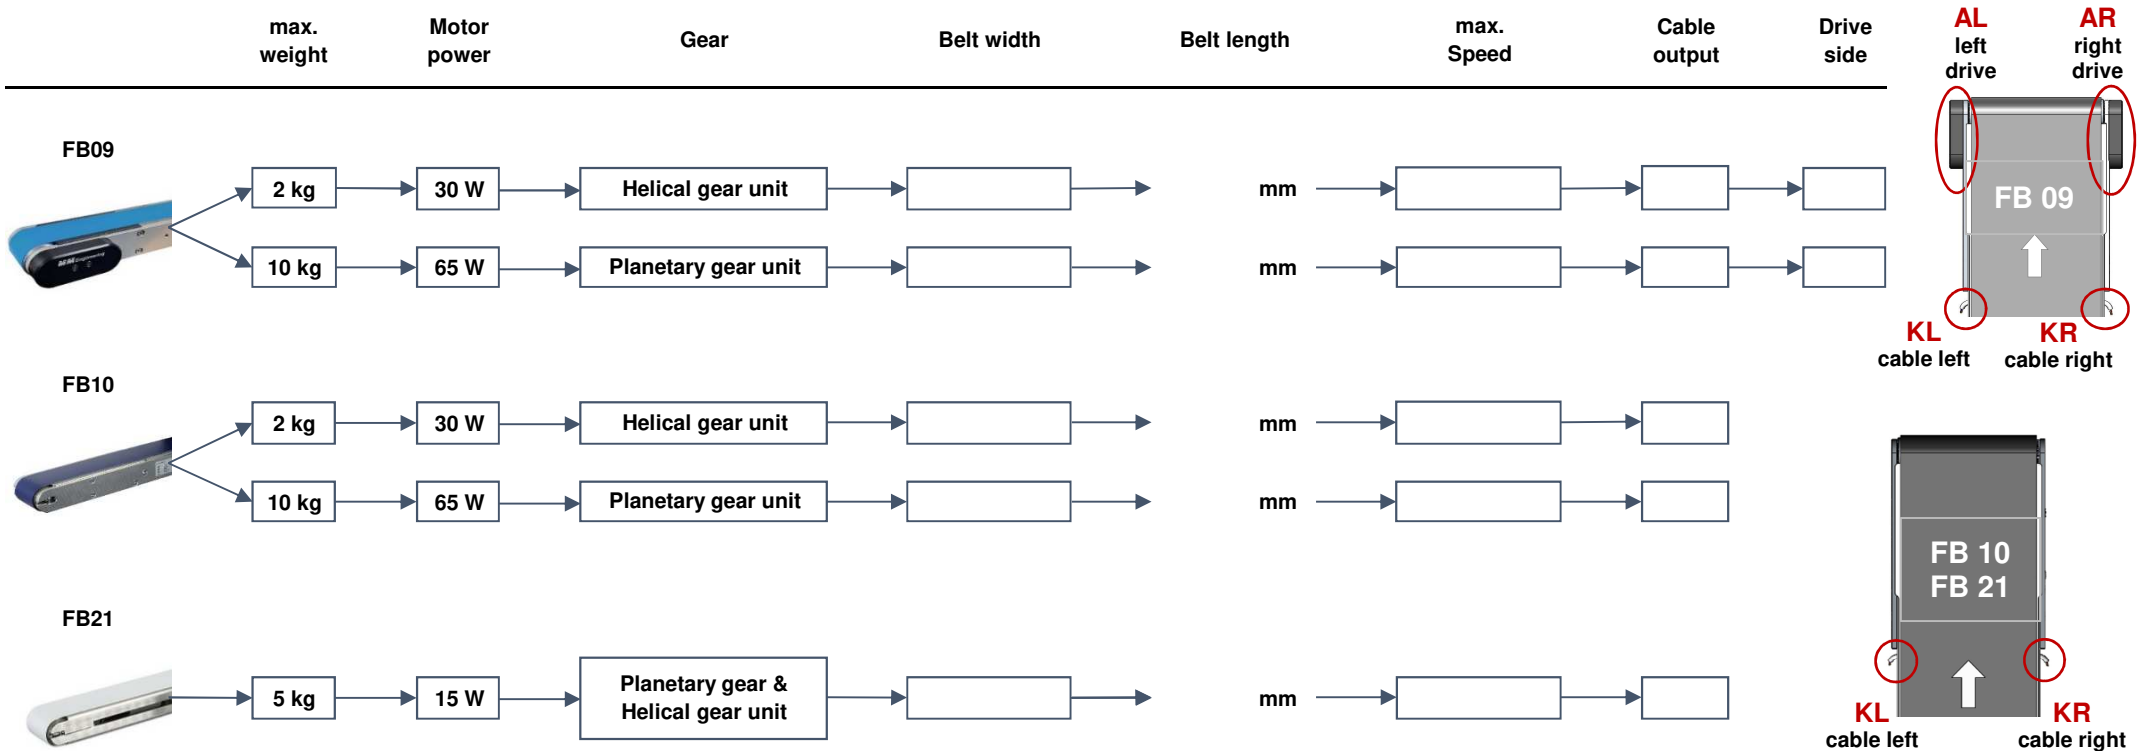 max.
weight
Motor
power
Gear
Belt width
Belt length
max.
Speed
Cable
output
Drive
side
AL
left
drive
AR
right
drive
FB09
2 kg
30 W
Helical gear unit
mm
10 kg
65 W
Planetary gear unit
mm
FB 09
KL
cable left
KR
cable right
FB10
2 kg
30 W
Helical gear unit
mm
10 kg
65 W
Planetary gear unit
mm
FB 10
FB 21
FB21
5 kg
15 W
Planetary gear &
Helical gear unit
mm
KL
cable left
KR
cable right